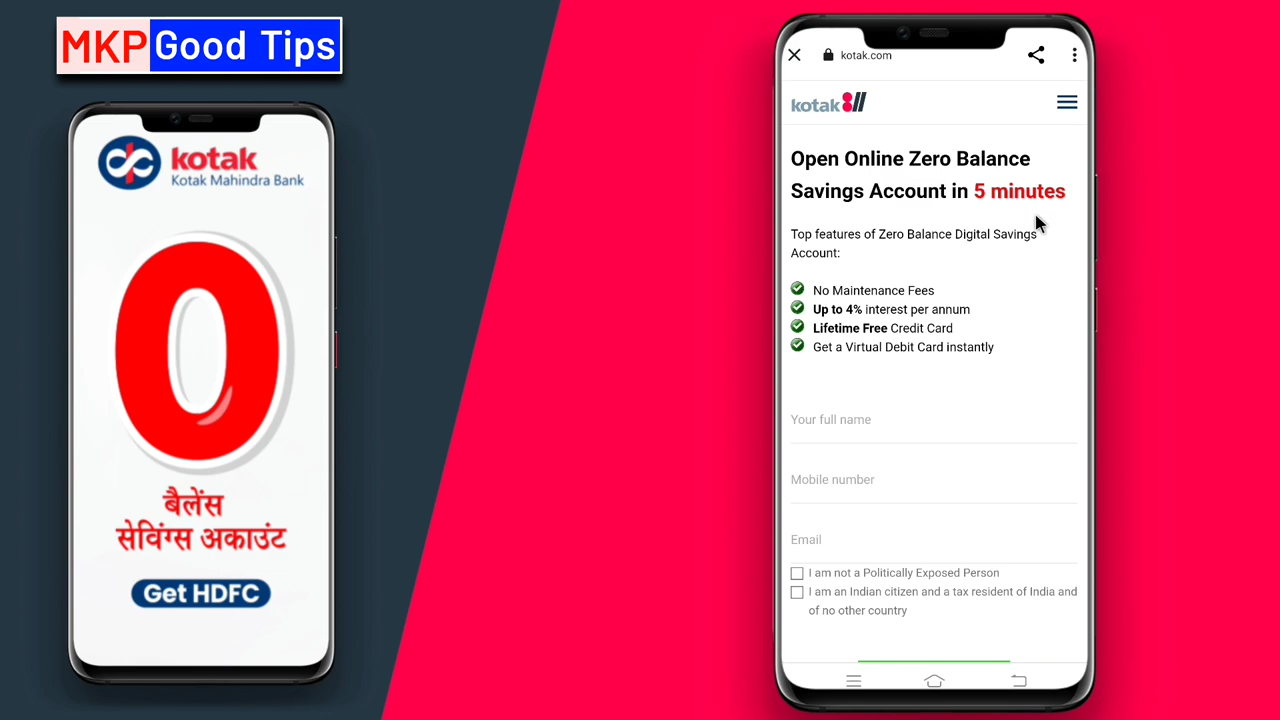 MKP Good Tips
kotak
Kotak Mahindra Bank
0
बैलेंस
सेविंग्स अकाउंट
Get HDFC
kotak.com
kotak811
Open Online Zero Balance
Savings Account in 5 minutes
Top features of Zero Balance Digital Savings
Account:
No Maintenance Fees
Up to 4% interest per annum
Lifetime Free Credit Card
Get a Virtual Debit Card instantly
Your full name
Mobile number
Email
I am not a Politically Exposed Person
I am an Indian citizen and a tax resident of India and
of no other country